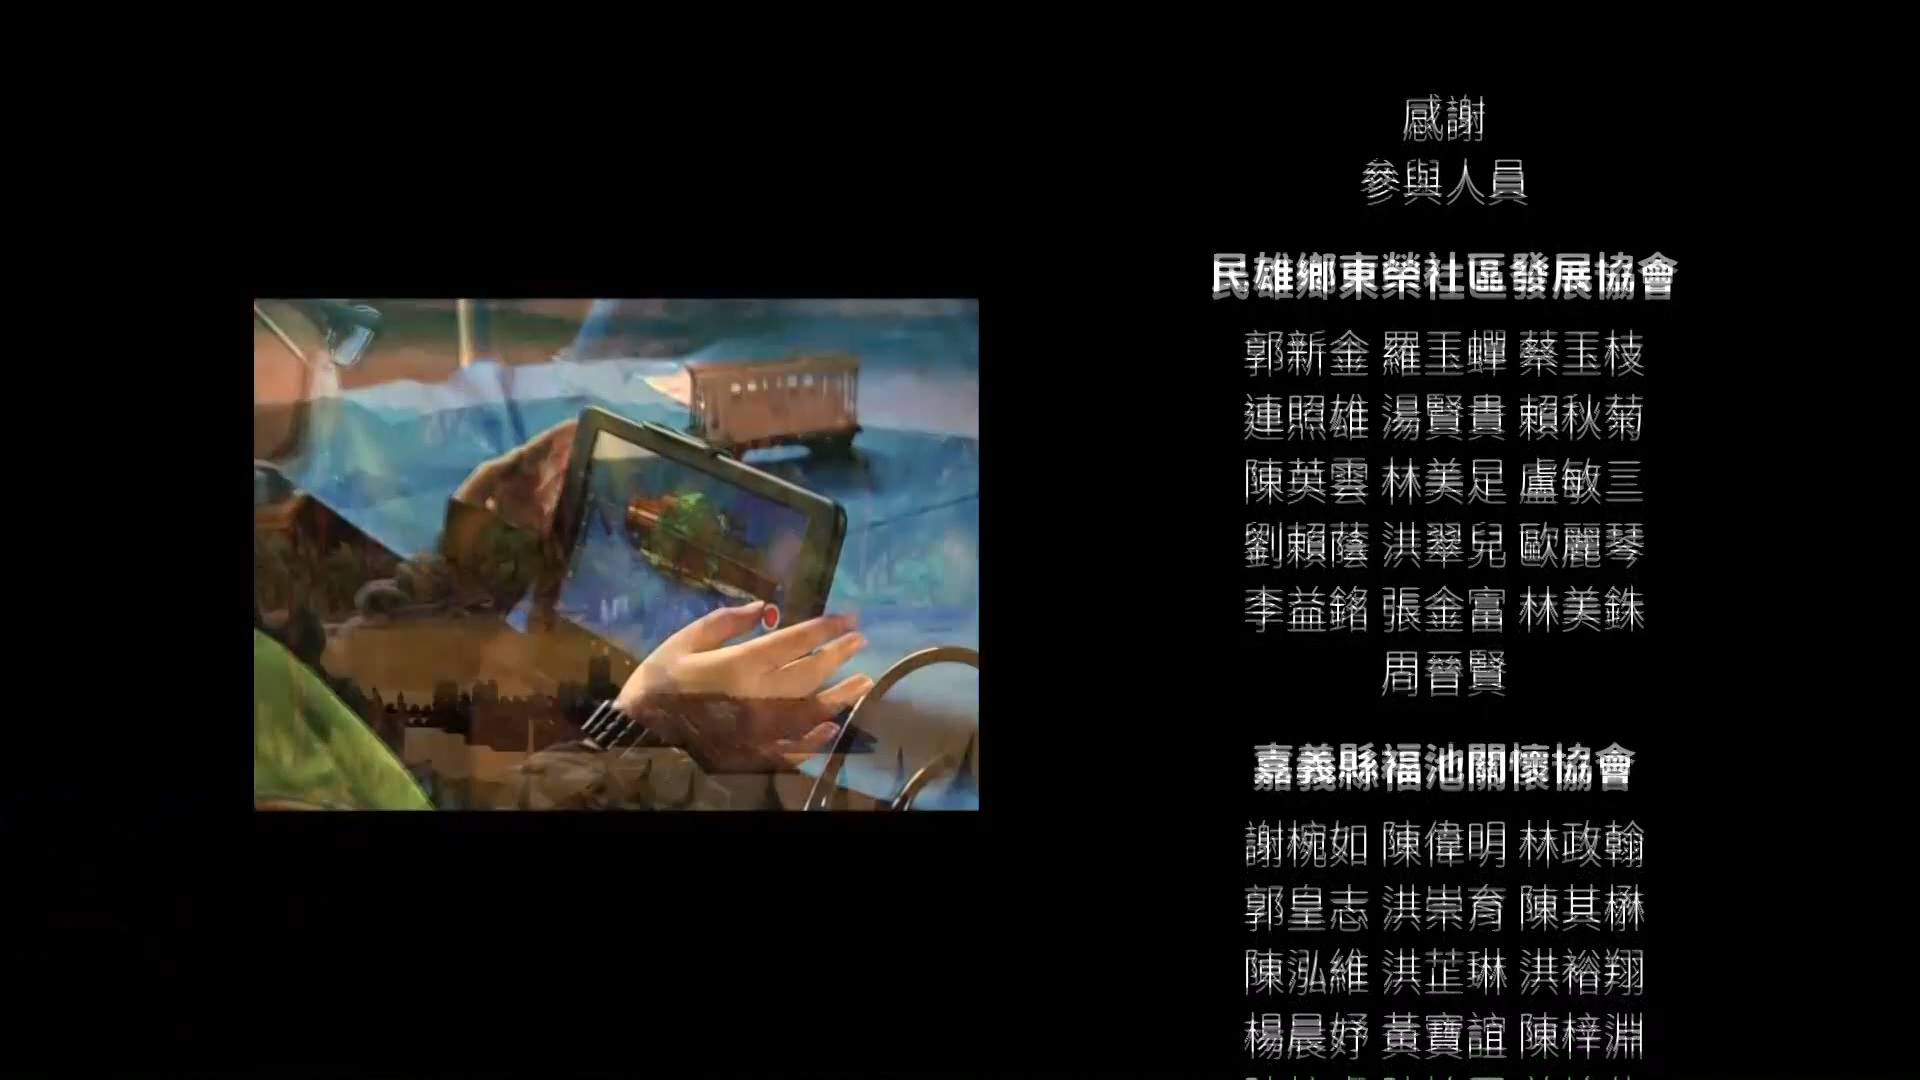 感謝
參與人員
民雄鄉東榮社區發展協會
郭新金 羅玉蟬 蔡玉枝
連照雄 湯賢貴 賴秋菊
陳英雲 林美足 盧敏三
劉賴蔭 洪翠兒 歐麗琴
李益銘 張金富 林美銖
周晉賢
嘉義縣福池關懷協會
謝椀如 陳偉明 林政翰
郭皇志 洪崇育 陳其楙
陳泓維 洪芷琳 洪裕翔
楊晨妤 黃寶誼 陳梓淵